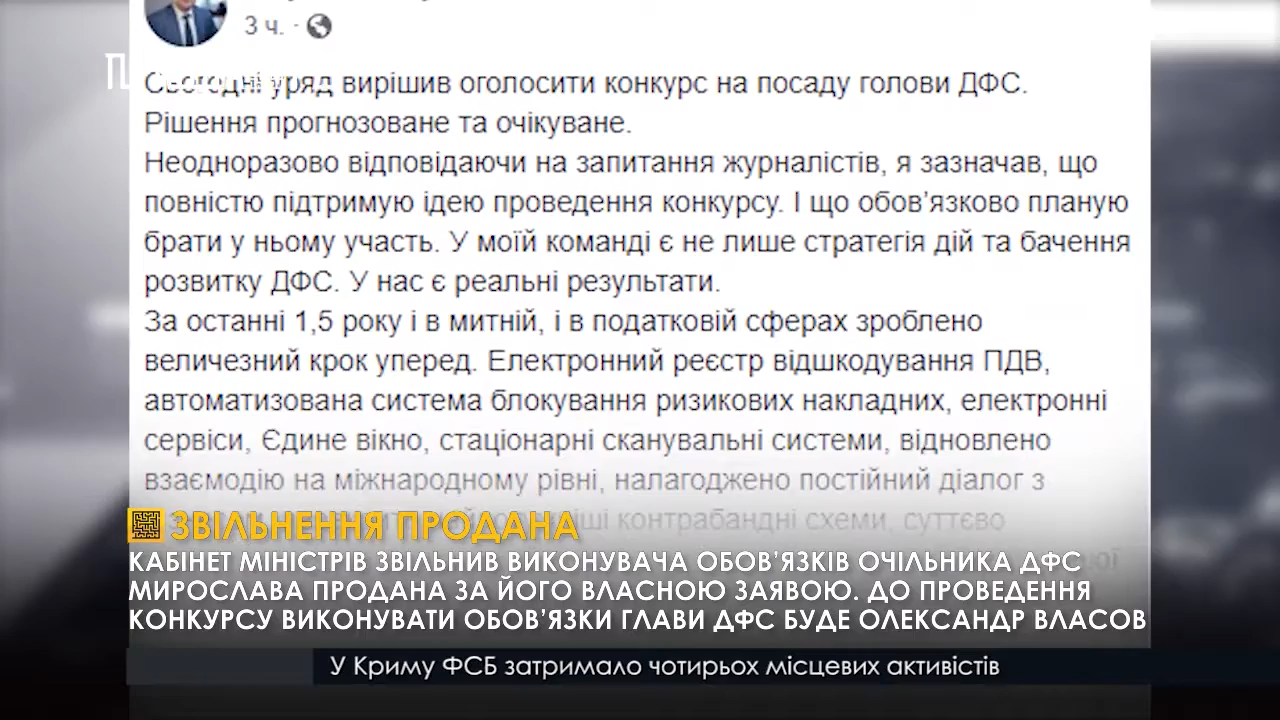 3 ч. ·
Сьогодні уряд вирішив оголосити конкурс на посаду голови ДФС.
Рішення прогнозоване та очікуване.
Неодноразово відповідаючи на запитання журналістів, я зазначав, що
повністю підтримую ідею проведення конкурсу. І що обов'язково планую
брати у ньому участь. У моїй команді є не лише стратегія дій та бачення
розвитку ДФС. У нас є реальні результати.
За останні 1,5 року і в митній, і в податковій сферах зроблено
величезний крок уперед. Електронний реєстр відшкодування ПДВ,
автоматизована система блокування ризикових накладних, електронні
сервіси, Єдине вікно, стаціонарні сканувальні системи, відновлено
взаємодію на міжнародному рівні, налагоджено постійний діалог з
контрабандні схеми, суттєво
ЗВІЛЬНЕННЯ ПРОДАНА
КАБІНЕТ МІНІСТРІВ ЗВІЛЬНИВ ВИКОНУВАЧА ОБОВ'ЯЗКІВ ОЧІЛЬНИКА ДФС
МИРОСЛАВА ПРОДАНА ЗА ЙОГО ВЛАСНОЮ ЗАЯВОЮ. ДО ПРОВЕДЕННЯ
КОНКУРСУ ВИКОНУВАТИ ОБОВ'ЯЗКИ ГЛАВИ ДФС БУДЕ ОЛЕКСАНДР ВЛАСОВ
У Криму ФСБ затримало чотирьох місцевих активістів